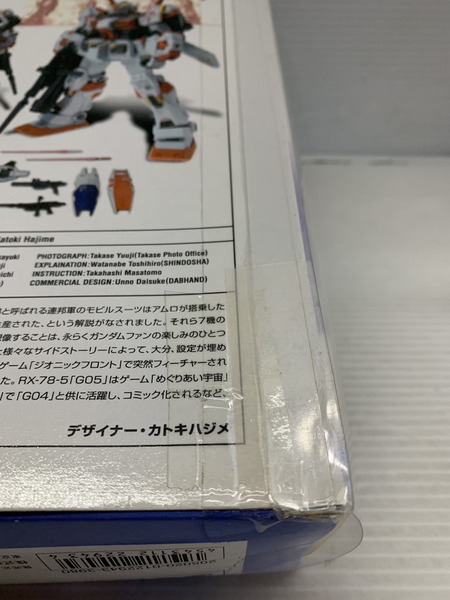 atoki Hajime
ayuki PHOTOGRAPH:Takase Yuuji(Takase Photo Office)
ji EXPLAINATION:Watanabe Toshihiro(SHINDOSHA)
ichi INSTRUCTION:Takahashi Masatomo
COMMERCIAL DESIGN:Unno Daisuke(DABHAND)
と呼ばれる連邦軍のモビルスーツはアムロが搭乗した
産された、という解説がなされました。それら7機の
像することは、永らくガンダムファンの楽しみのひとつ
と様々なサイドストーリーによって、大分、設定が埋め
ゲーム「ジオニックフロント」で突然フィーチャーされ
た。RX-78-5「G05」はゲーム「めぐりあい宇宙」
」で「G04」と供に活躍し、コミック化されるなど、
デザイナー・カトキハジメ